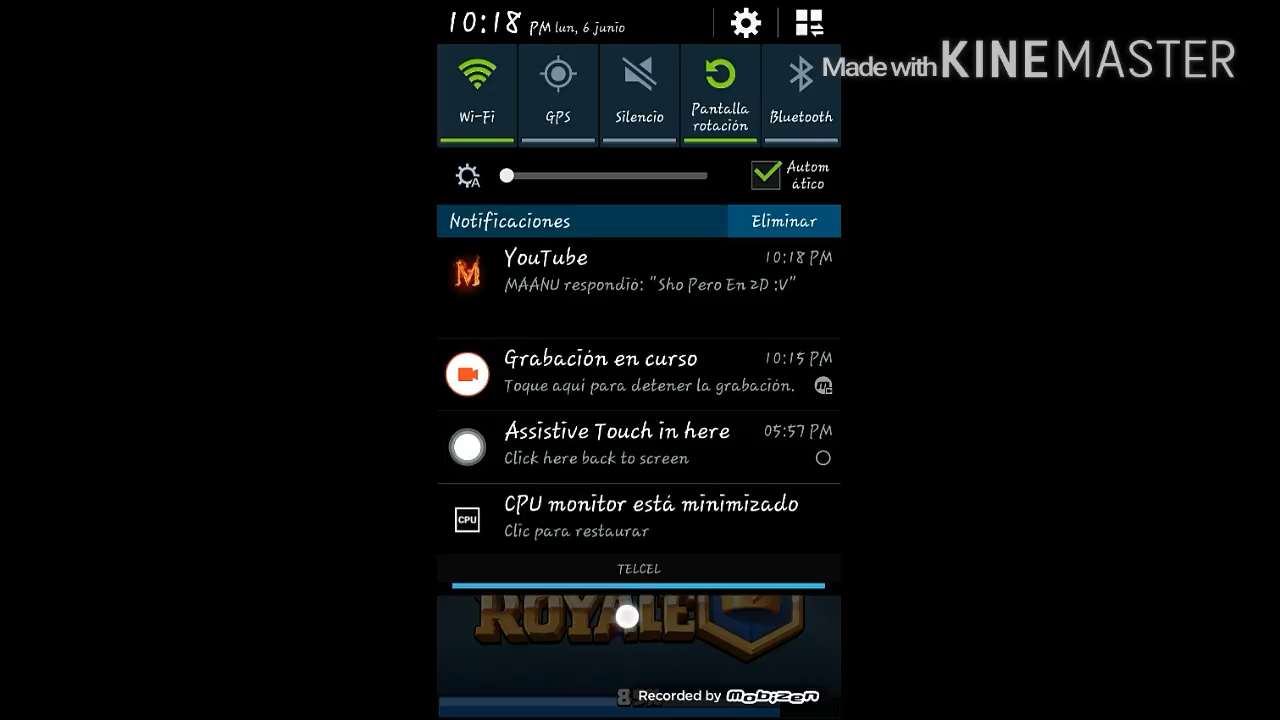 10:18 PM lun, 6 junio
Made with KINEMASTER
Wi-Fi
GPS
Silencio
Pantalla
rotación
Bluetooth
Autom
ático
Notificaciones
Eliminar
YouTube 10:18 PM
MAANU respondió: "Sho Pero En 2D :V"
Grabación en curso 10:15 PM
Toque aquí para detener la grabación.
Assistive Touch in here 05:57 PM
Click here back to screen
CPU
CPU monitor está minimizado
Clic para restaurar
TELCEL
ROYALE
Recorded by mobizen